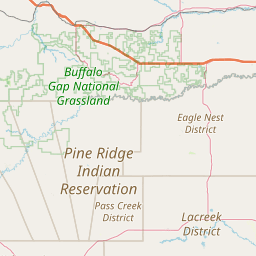 Buffalo
Gap National
Grassland
Eagle Nest
District
Pine Ridge
Indian
Reservation
Pass Creek
District
Lacreek
District